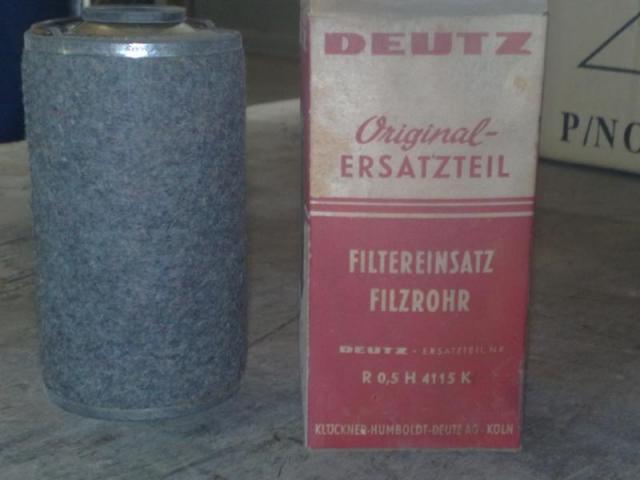 DEUTZ
Original-
ERSATZTEIL
FILTEREINSATZ
FILZROHR
DEUTZ - ERSATZTEIL NR
R 0,5 H 4115 K
KLÖCKNER-HUMBOLDT-DEUTZ AG · KÖLN
P/NO